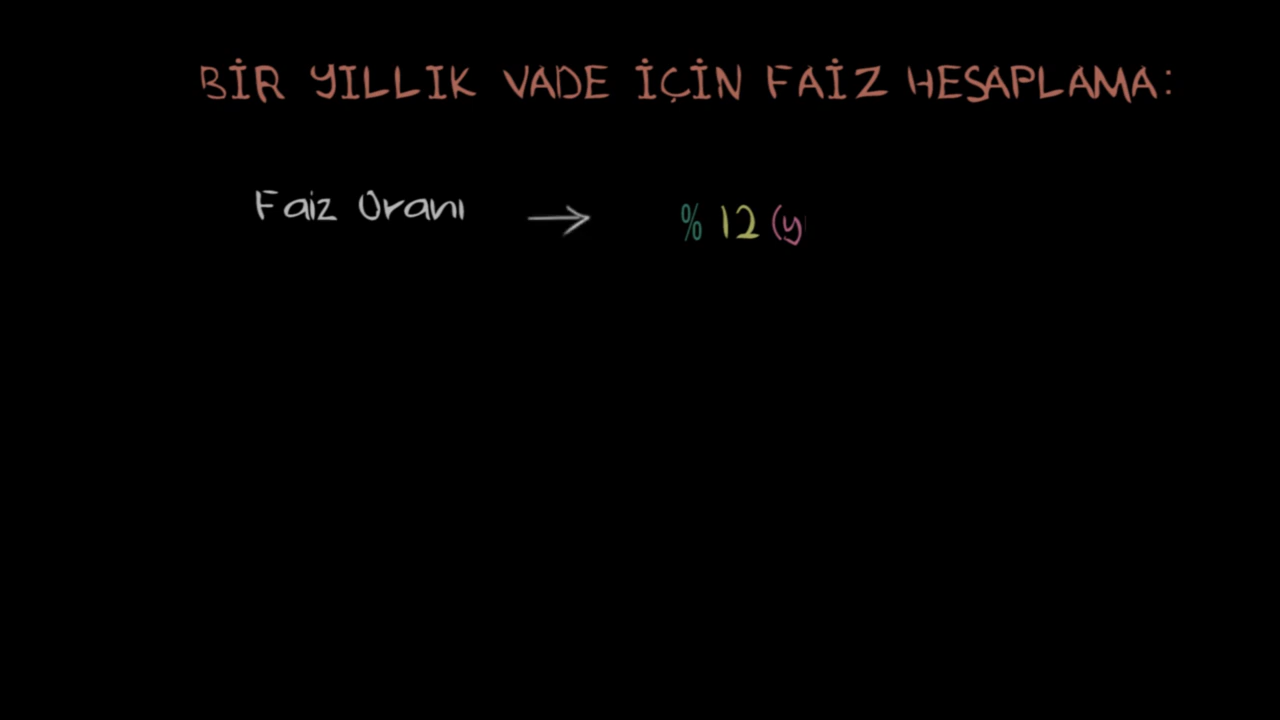 BİR YILLIK VADE İÇİN FAİZ HESAPLAMA:
Faiz Oranı → % 12 (y